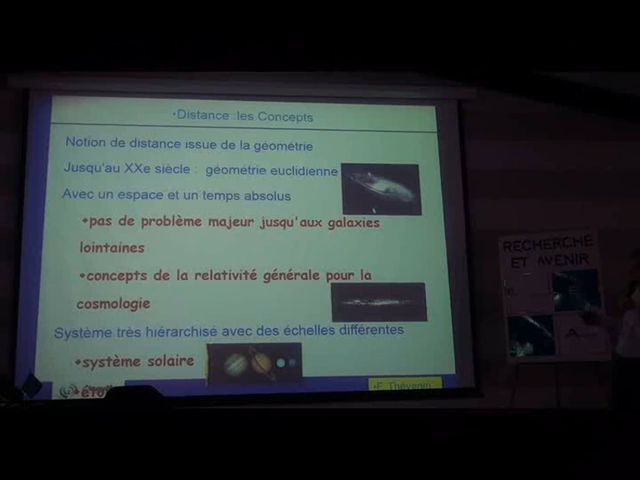 •Distance :les Concepts
Notion de distance issue de la géométrie
Jusqu'au XXe siècle : géométrie euclidienne
Avec un espace et un temps absolus
•pas de problème majeur jusqu'aux galaxies
lointaines
•concepts de la relativité générale pour la
cosmologie
Système très hiérarchisé avec des échelles différentes
•système solaire
•F. Thévenin
RECHERCHE
ET AVENIR